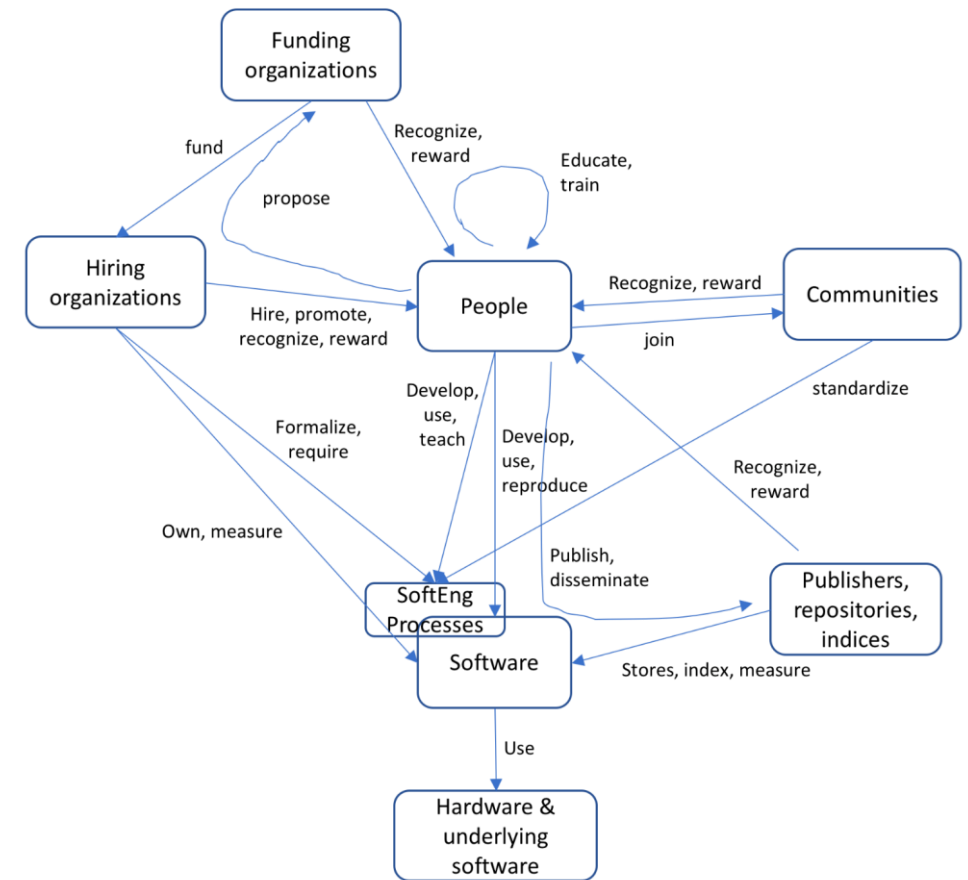 Funding
organizations
fund
Recognize,
reward
Educate,
train
propose
Hiring
organizations
People
Recognize, reward
Communities
Hire, promote,
recognize, reward
join
standardize
Develop,
use,
teach
Formalize,
require
Develop,
use,
reproduce
Recognize,
reward
Own, measure
Publish,
disseminate
SoftEng
Processes
Publishers,
repositories,
indices
Software
Stores, index, measure
Use
Hardware &
underlying
software